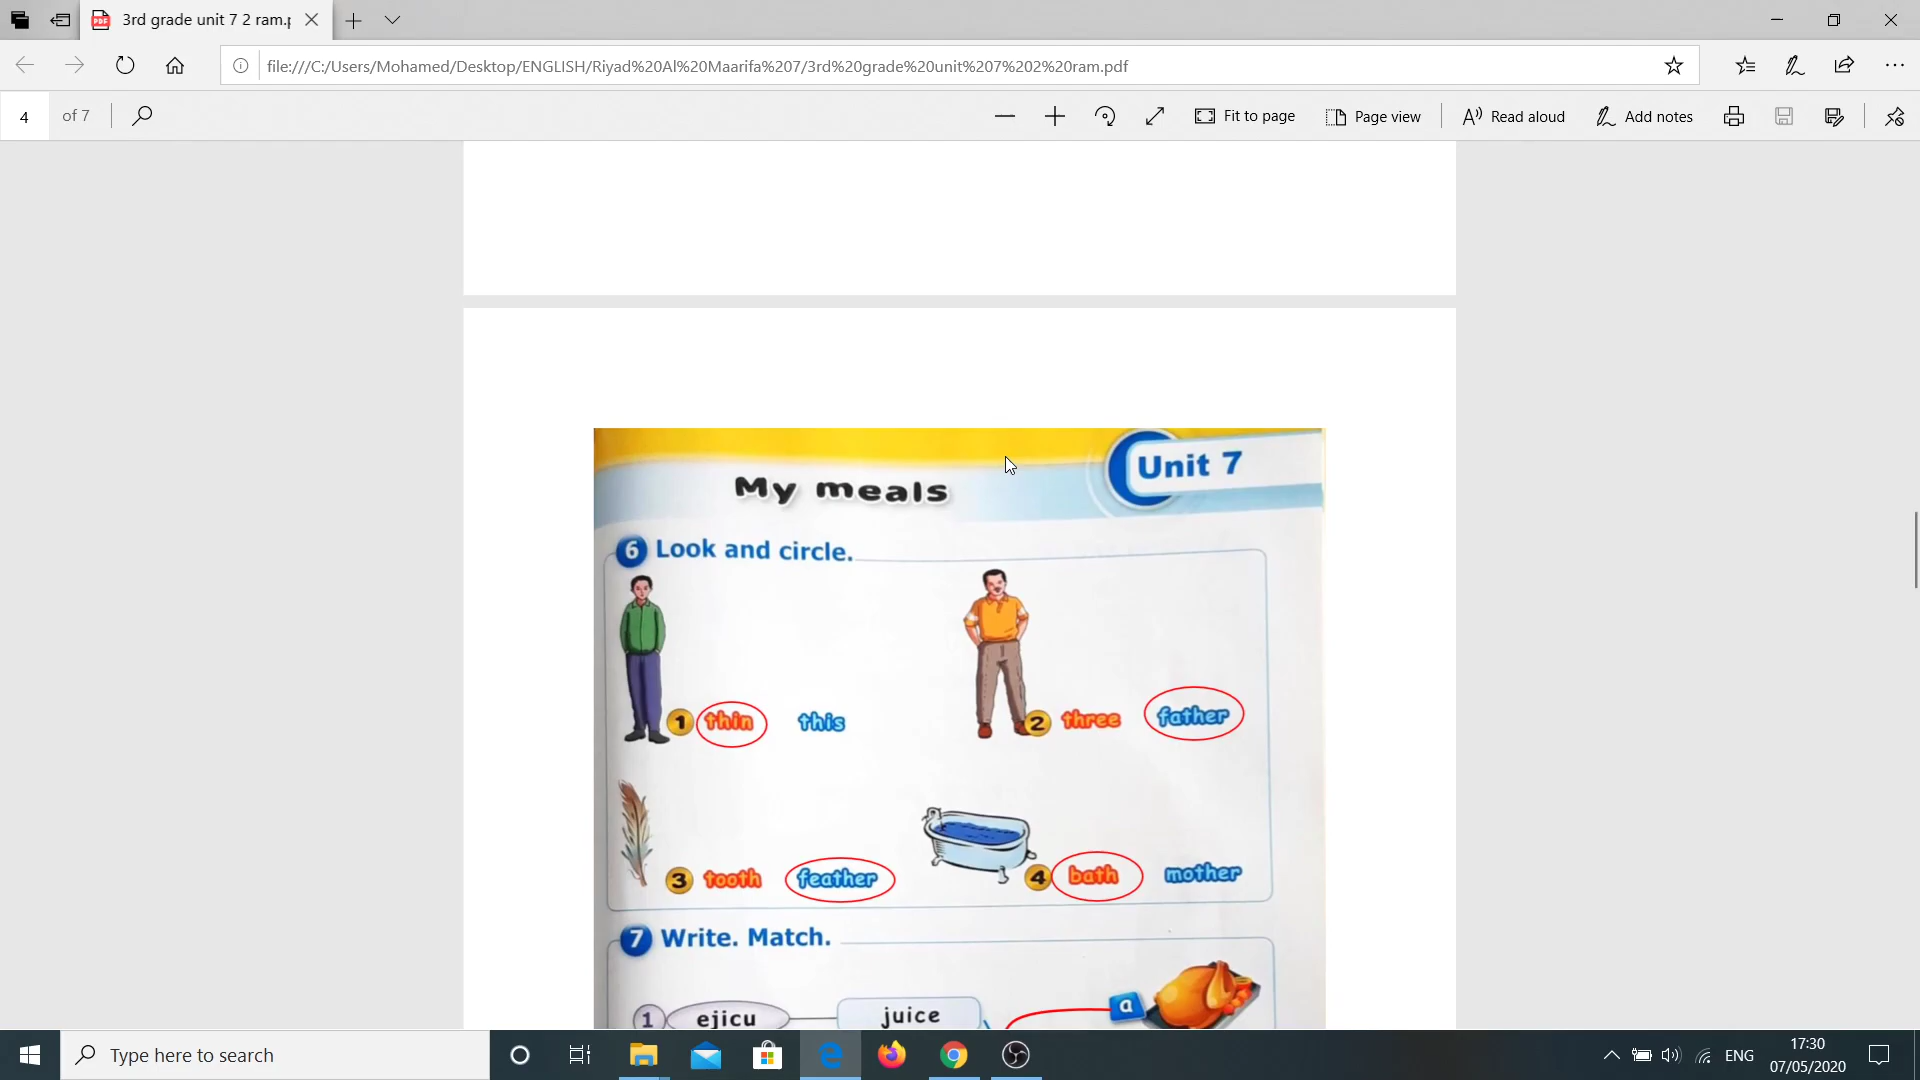 3rd grade unit 7 2 ram.p
file:///C:/Users/Mohamed/Desktop/ENGLISH/Riyad%20Al%20Maarifa%207/3rd%20grade%20unit%207%202%20ram.pdf
4 of 7
Fit to page Page view Read aloud Add notes
Unit 7
My meals
6 Look and circle.
1 thin this 2 three father
3 tooth feather 4 bath mother
7 Write. Match.
a
1 ejicu juice
Type here to search
ENG
17:30
07/05/2020